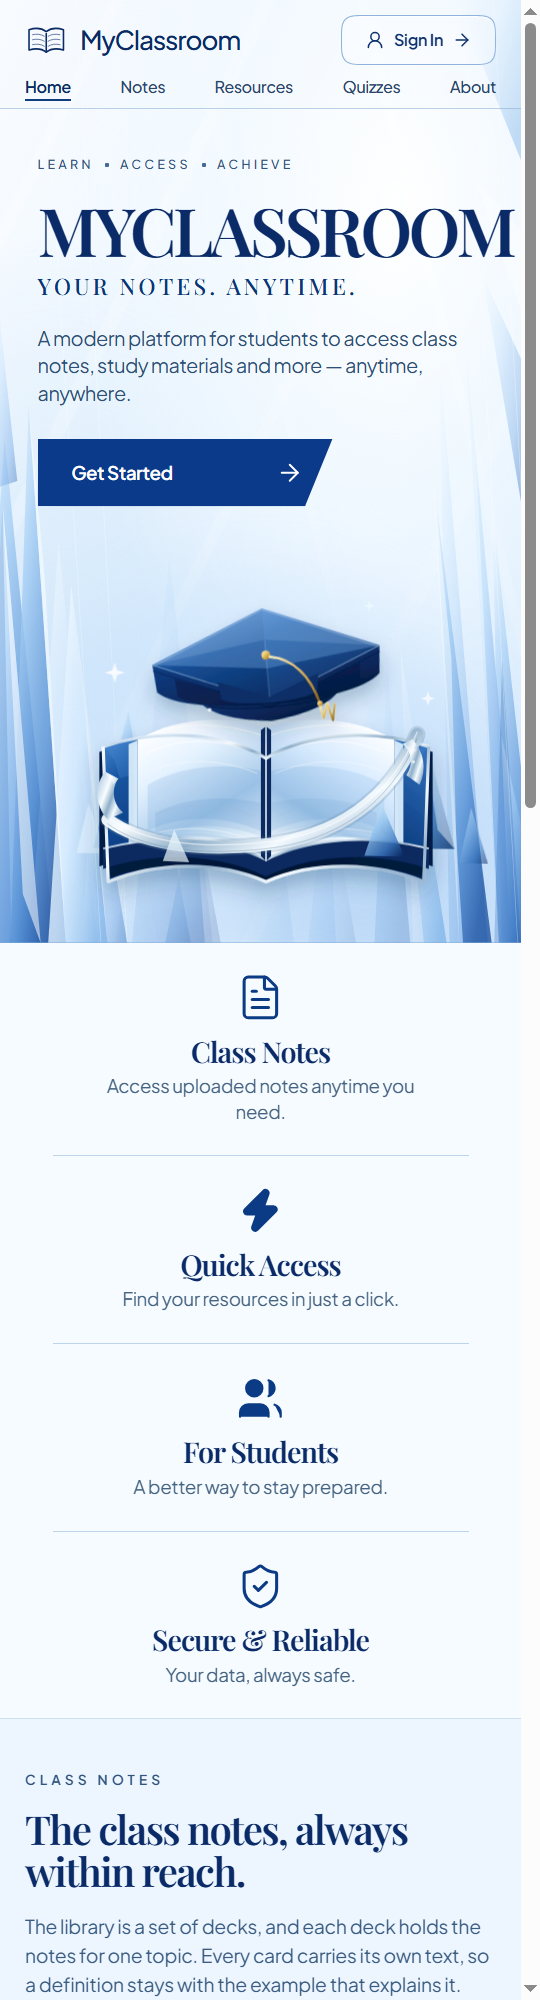 MyClassroom
Sign In
Home Notes Resources Quizzes About
LEARN ▪ ACCESS ▪ ACHIEVE
MYCLASSROOM
YOUR NOTES. ANYTIME.
A modern platform for students to access class
notes, study materials and more — anytime,
anywhere.
Get Started
Class Notes
Access uploaded notes anytime you
need.
Quick Access
Find your resources in just a click.
For Students
A better way to stay prepared.
Secure & Reliable
Your data, always safe.
CLASS NOTES
The class notes, always
within reach.
The library is a set of decks, and each deck holds the
notes for one topic. Every card carries its own text, so
a definition stays with the example that explains it.